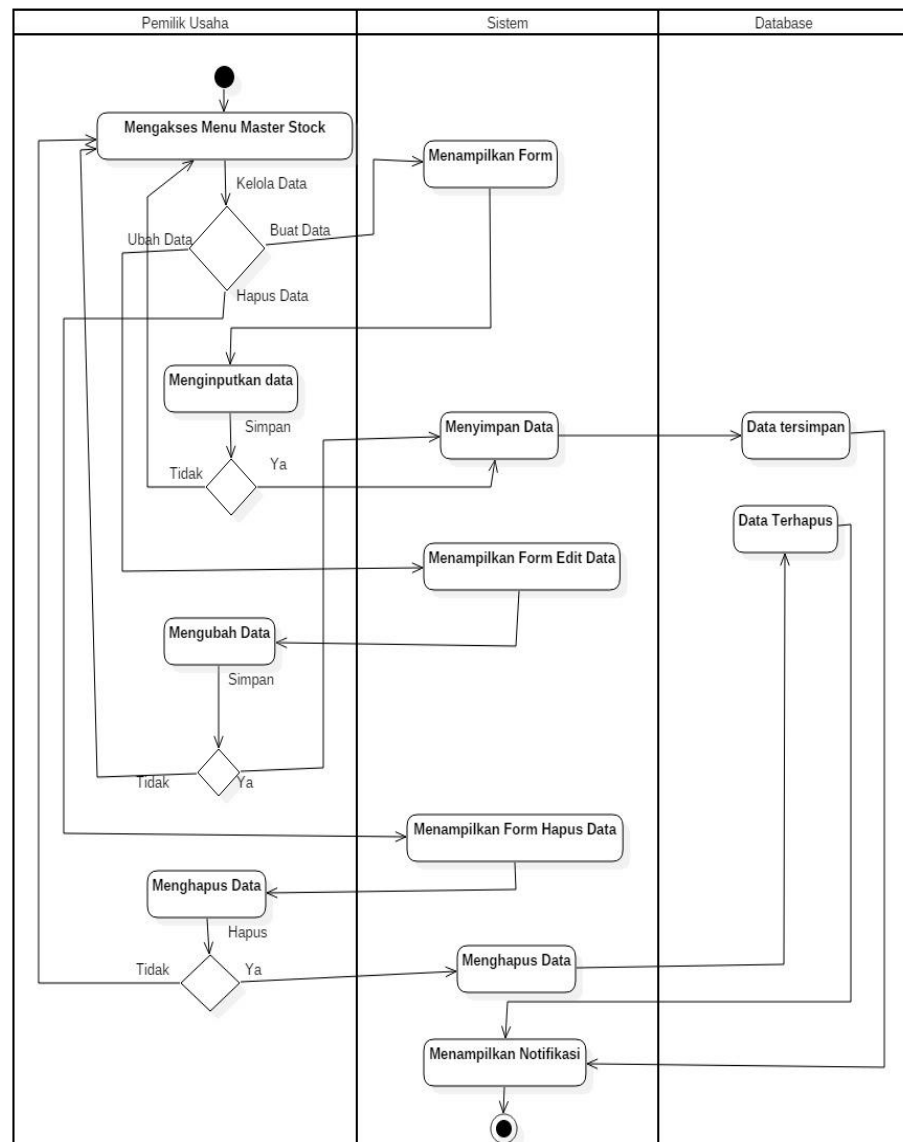 Pemilik Usaha
Sistem
Database
Mengakses Menu Master Stock
Menampilkan Form
Kelola Data
Ubah Data
Buat Data
Hapus Data
Menginputkan data
Simpan
Tidak
Ya
Menyimpan Data
Data tersimpan
Data Terhapus
Menampilkan Form Edit Data
Mengubah Data
Simpan
Tidak
Ya
Menampilkan Form Hapus Data
Menghapus Data
Hapus
Tidak
Ya
Menghapus Data
Menampilkan Notifikasi